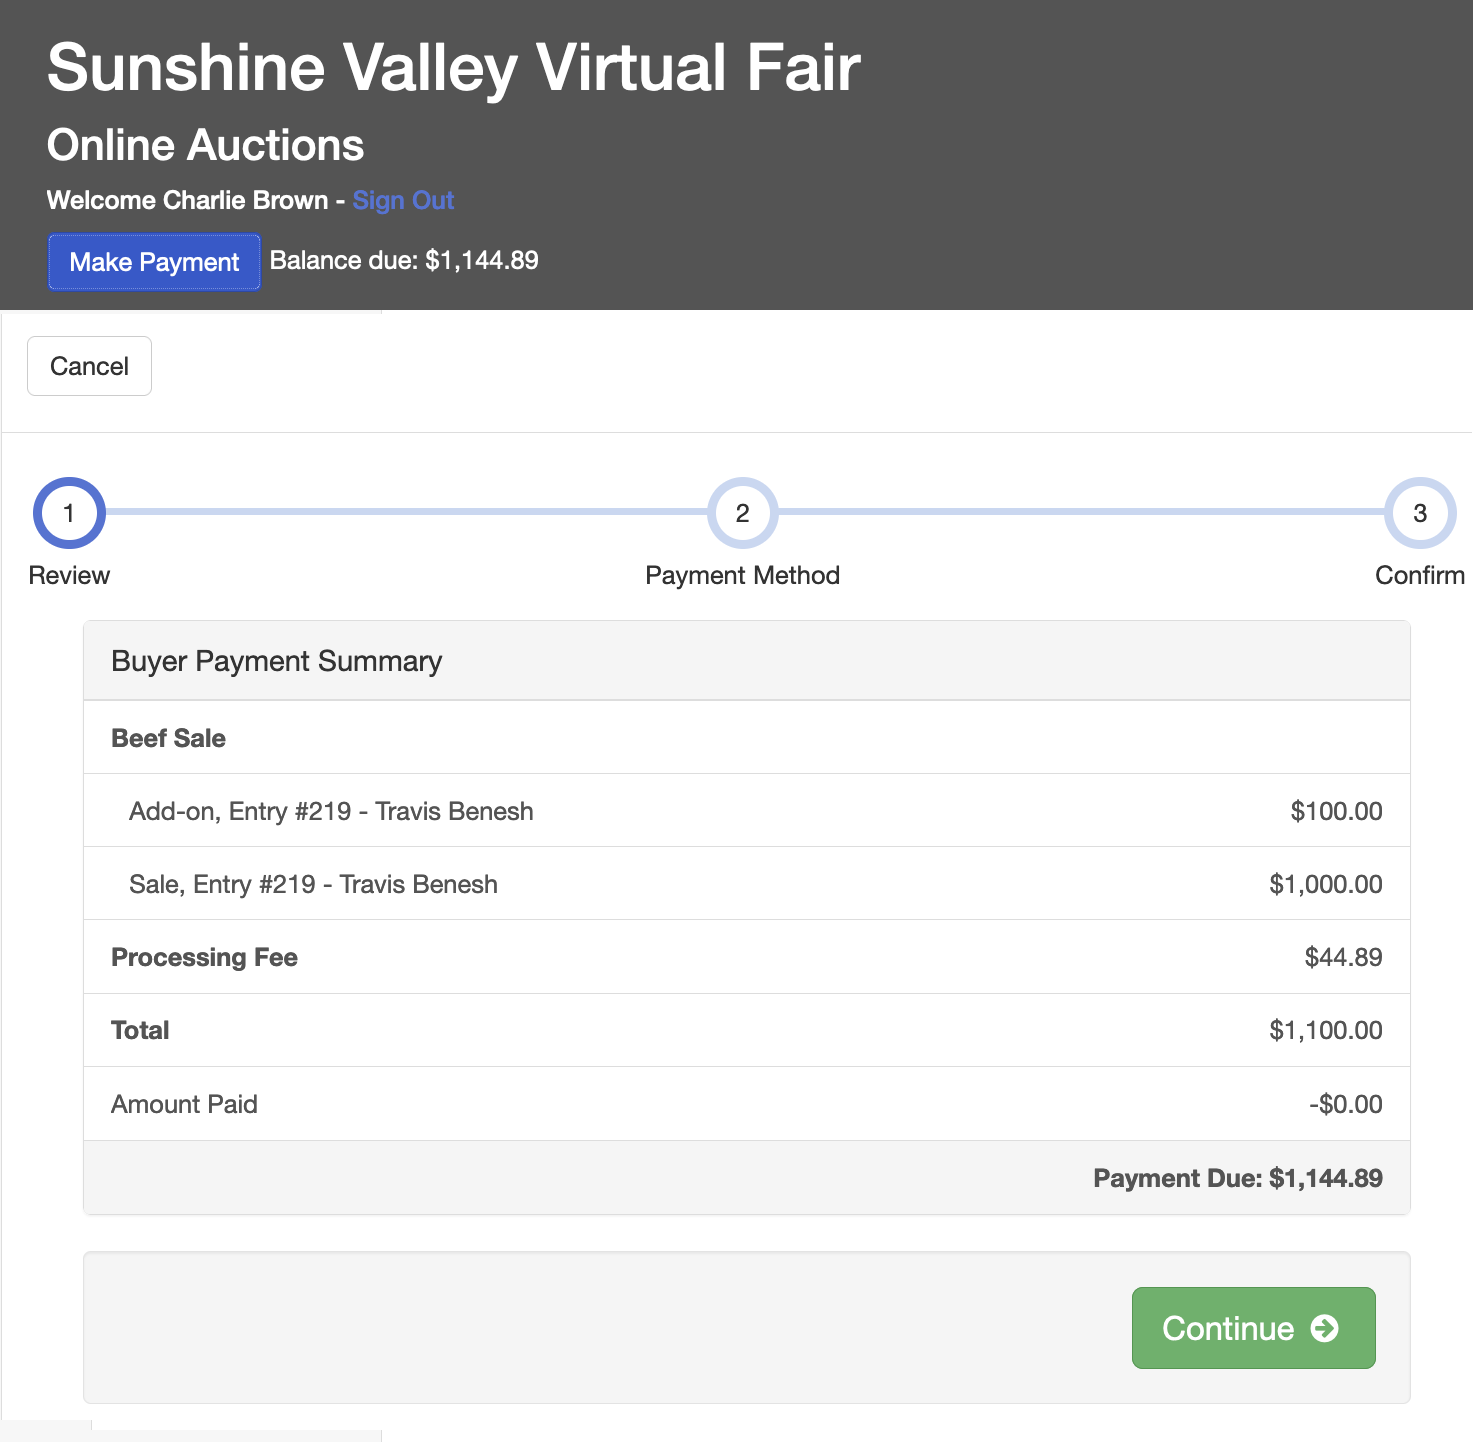 Sunshine Valley Virtual Fair
Online Auctions
Welcome Charlie Brown - Sign Out
Make Payment Balance due: $1,144.89
Cancel
1 2 3
Review Payment Method Confirm
Buyer Payment Summary
Beef Sale
Add-on, Entry #219 - Travis Benesh $100.00
Sale, Entry #219 - Travis Benesh $1,000.00
Processing Fee $44.89
Total $1,100.00
Amount Paid -$0.00
Payment Due: $1,144.89
Continue